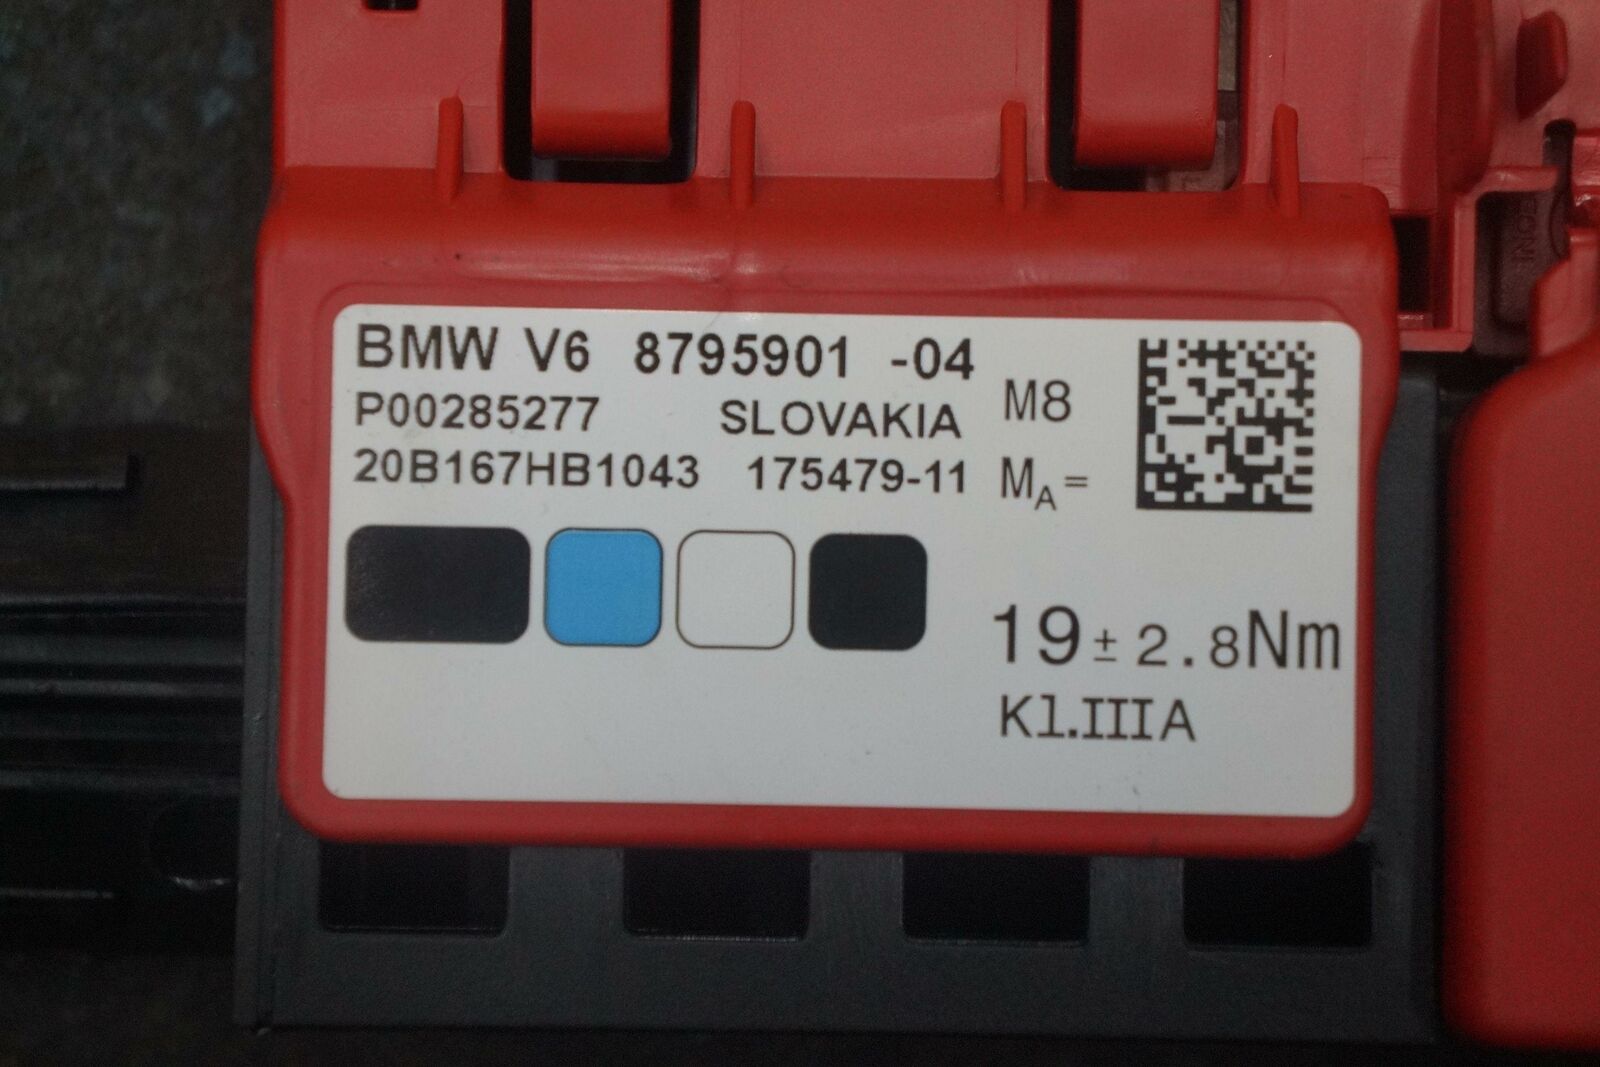 BMW V6 8795901 -04
P00285277 SLOVAKIA M8
20B167HB1043 175479-11 MA=
19 ± 2.8Nm
Kl.IIIA